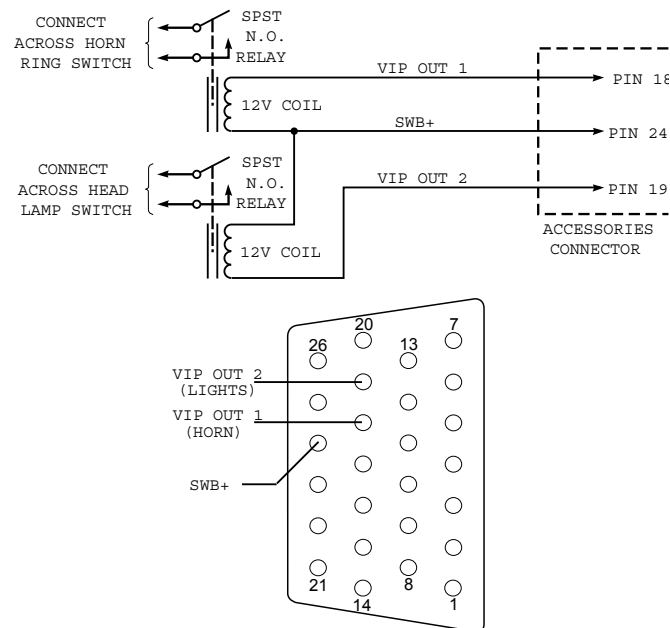 CONNECT
ACROSS HORN
RING SWITCH
SPST
N.O.
RELAY
12V COIL
VIP OUT 1
SWB+
VIP OUT 2
PIN 18
PIN 24
PIN 19
ACCESSORIES
CONNECTOR
CONNECT
ACROSS HEAD
LAMP SWITCH
SPST
N.O.
RELAY
12V COIL
20
7
26
13
VIP OUT 2
(LIGHTS)
VIP OUT 1
(HORN)
SWB+
21
8
14
1